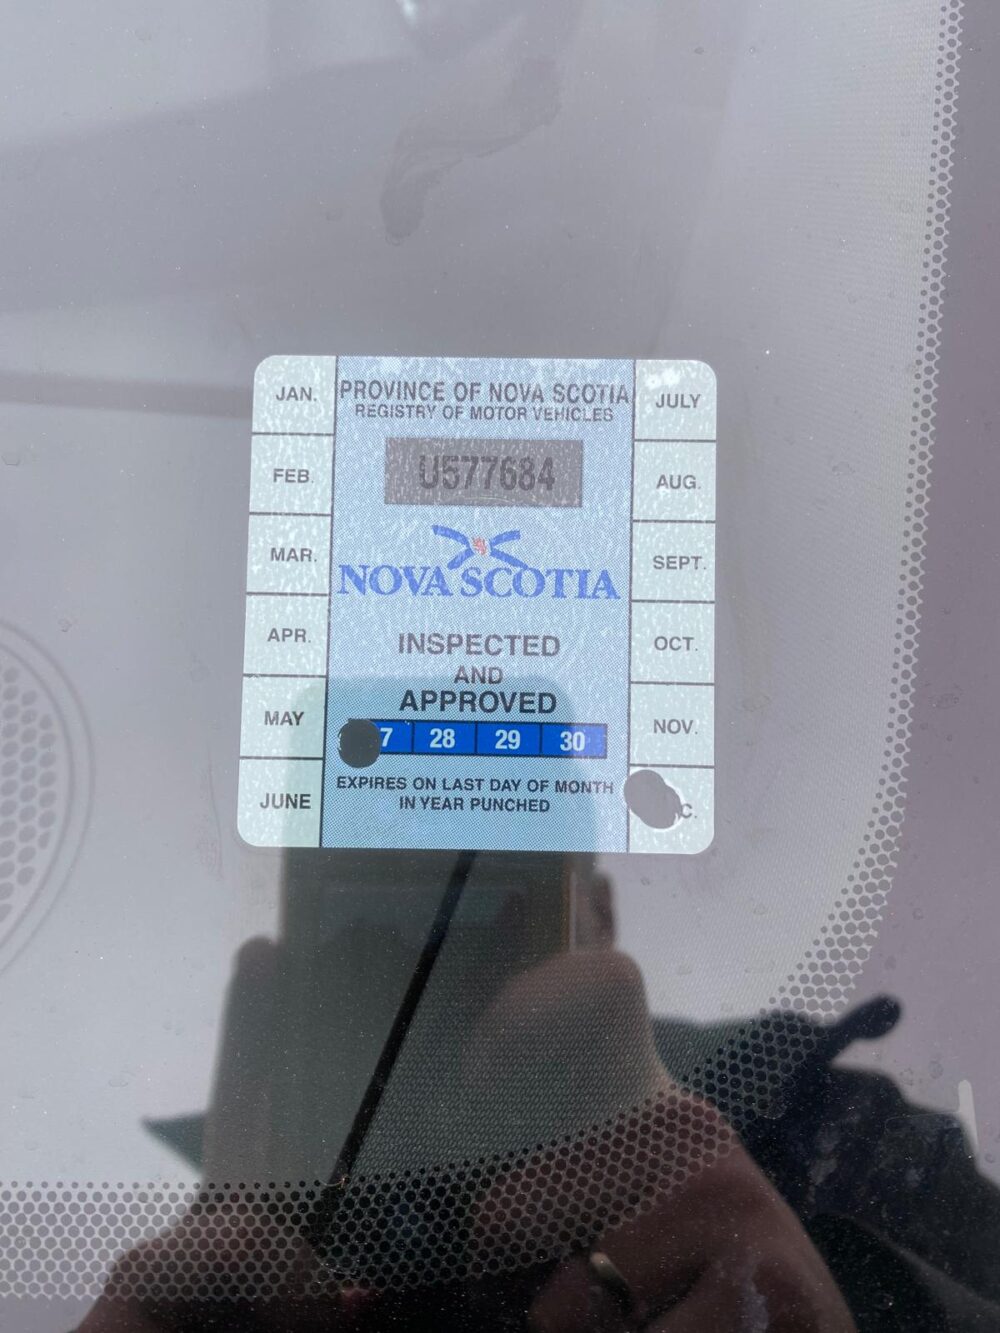 JAN.
FEB.
MAR.
APR.
MAY
JUNE
PROVINCE OF NOVA SCOTIA
REGISTRY OF MOTOR VEHICLES
U577684
NOVA SCOTIA
INSPECTED
AND
APPROVED
7 28 29 30
EXPIRES ON LAST DAY OF MONTH
IN YEAR PUNCHED
JULY
AUG.
SEPT.
OCT.
NOV.
C.